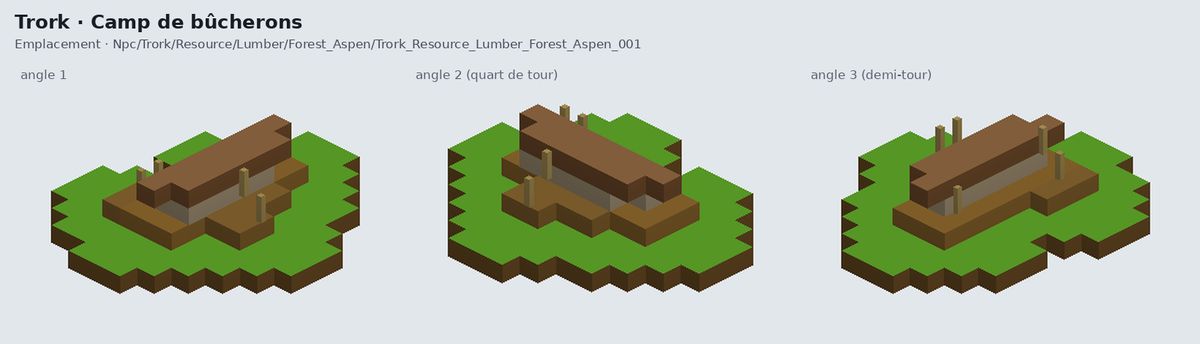 Trork · Camp de bûcherons
Emplacement · Npc/Trork/Resource/Lumber/Forest_Aspen/Trork_Resource_Lumber_Forest_Aspen_001
angle 1
angle 2 (quart de tour)
angle 3 (demi-tour)